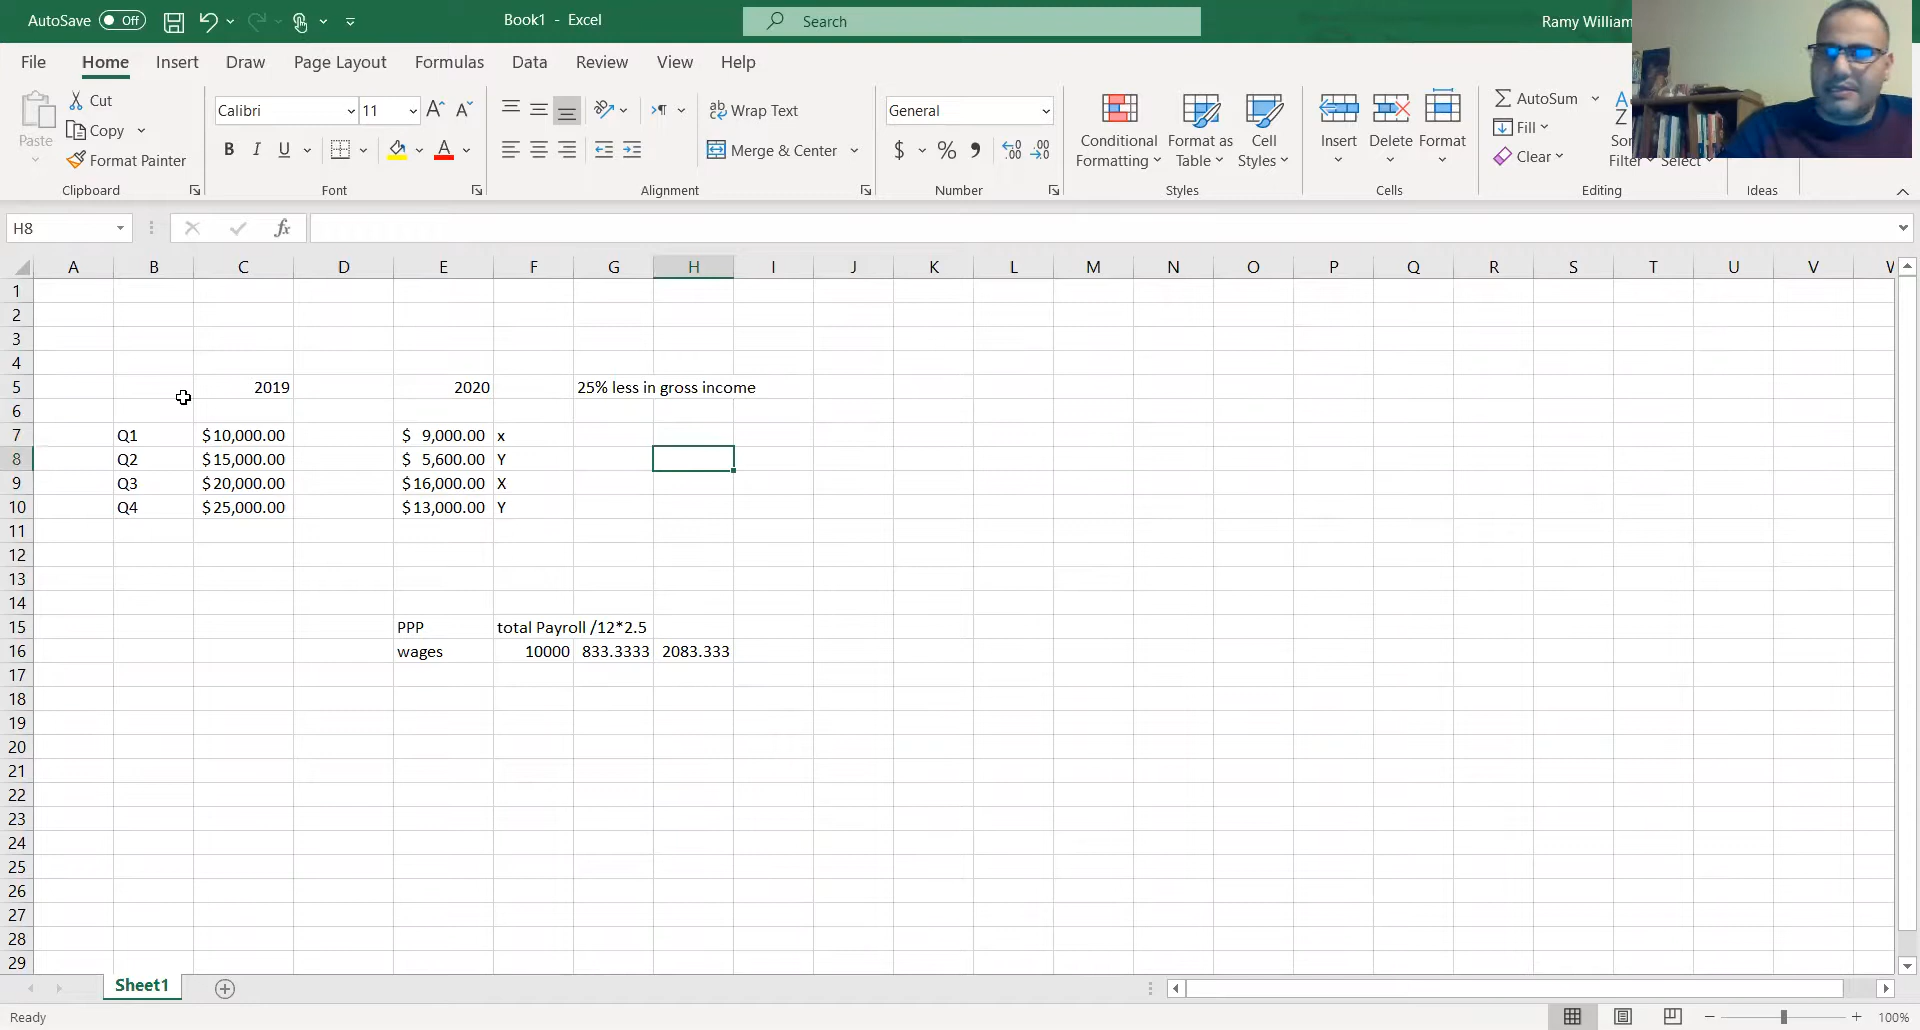 AutoSave Off Book1 - Excel Search Ramy William
File Home Insert Draw Page Layout Formulas Data Review View Help
Paste
Cut
Copy
Format Painter
Clipboard
Calibri 11
B I U
Font
Wrap Text
Merge & Center
Alignment
General
$ % ,
Number
Conditional Formatting
Format as Table
Cell Styles
Styles
Insert Delete Format
Cells
AutoSum
Fill
Clear
Filter
Select
Editing
Ideas
H8 fx
A B C D E F G H I J K L M N O P Q R S T U V
1
2
3
4
5 2019 2020 25% less in gross income
6
7 Q1 $10,000.00 $ 9,000.00 x
8 Q2 $15,000.00 $ 5,600.00 Y
9 Q3 $20,000.00 $16,000.00 X
10 Q4 $25,000.00 $13,000.00 Y
11
12
13
14
15 PPP total Payroll /12*2.5
16 wages 10000 833.3333 2083.333
17
18
19
20
21
22
23
24
25
26
27
28
29
Sheet1
Ready 100%